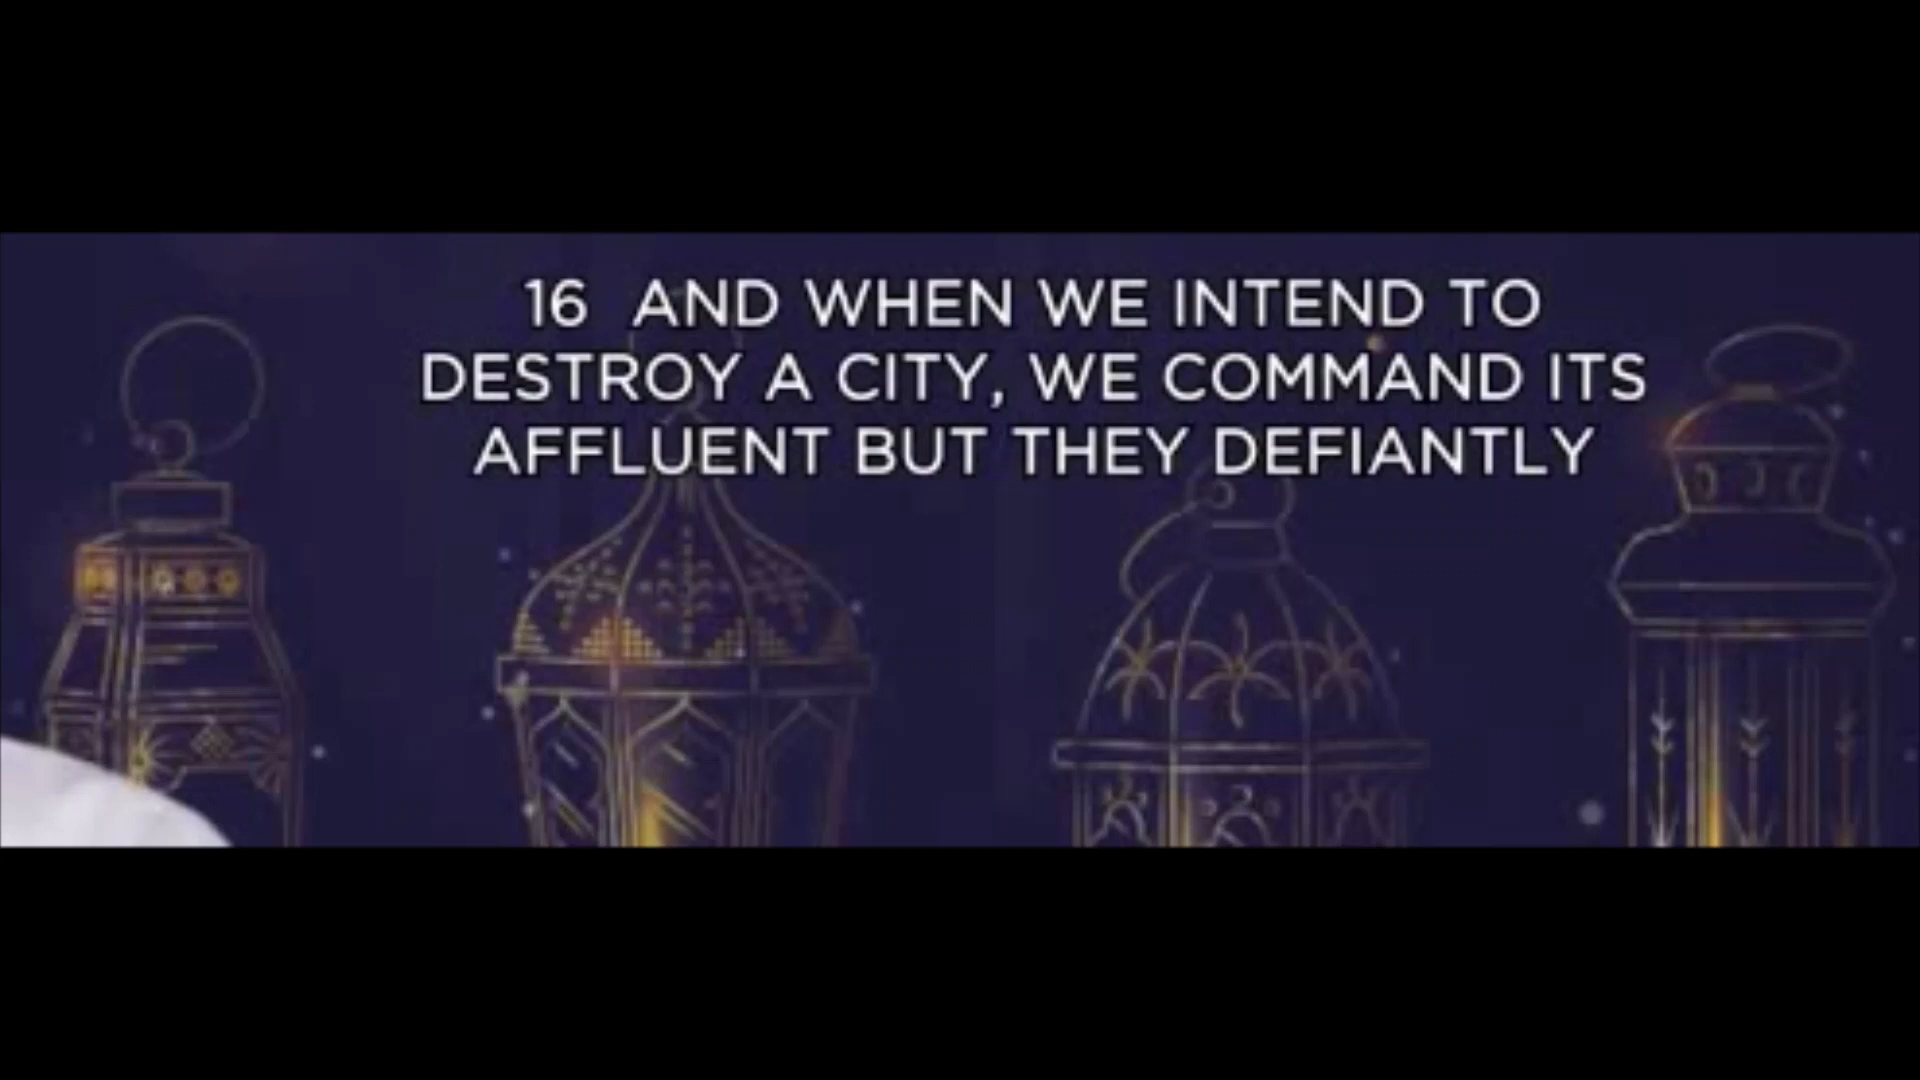 16 AND WHEN WE INTEND TO
DESTROY A CITY, WE COMMAND ITS
AFFLUENT BUT THEY DEFIANTLY